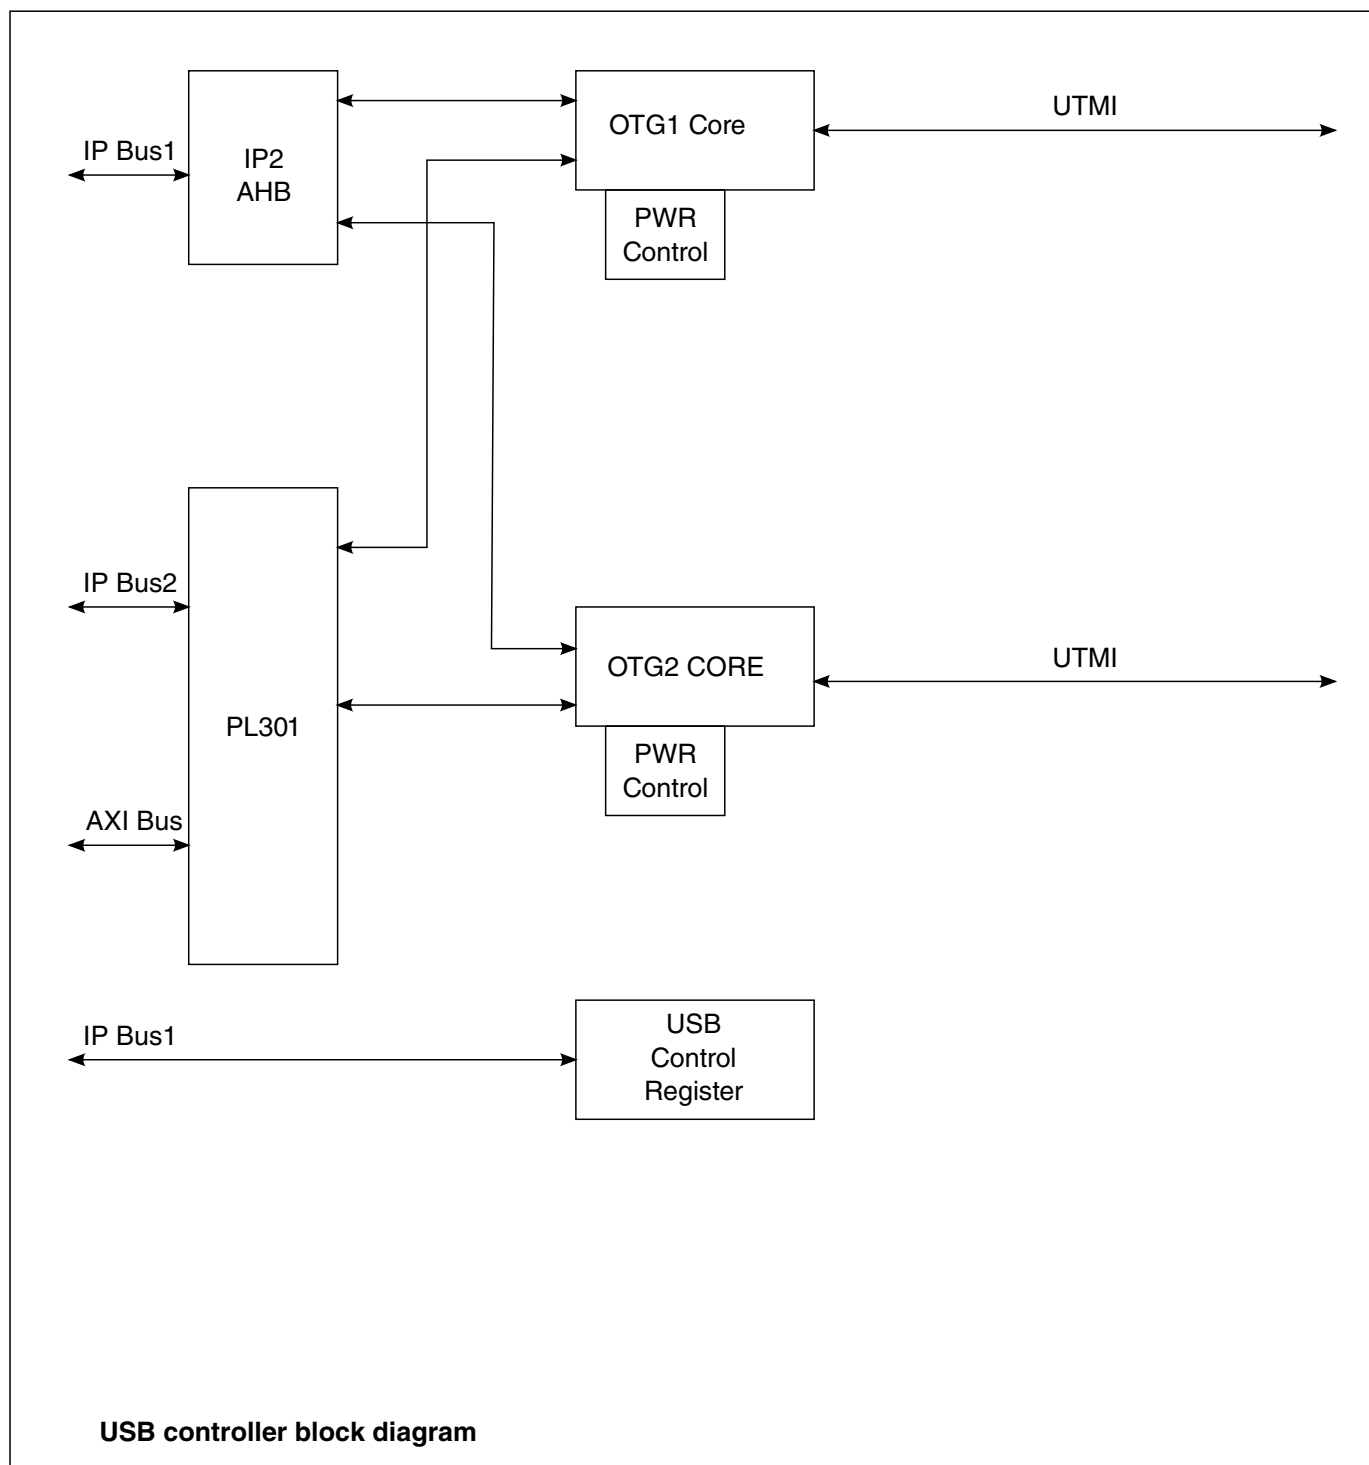 OTG1 Core
UTMI
IP Bus1
IP2
AHB
PWR
Control
IP Bus2
OTG2 CORE
UTMI
PL301
PWR
Control
AXI Bus
IP Bus1
USB
Control
Register
USB controller block diagram